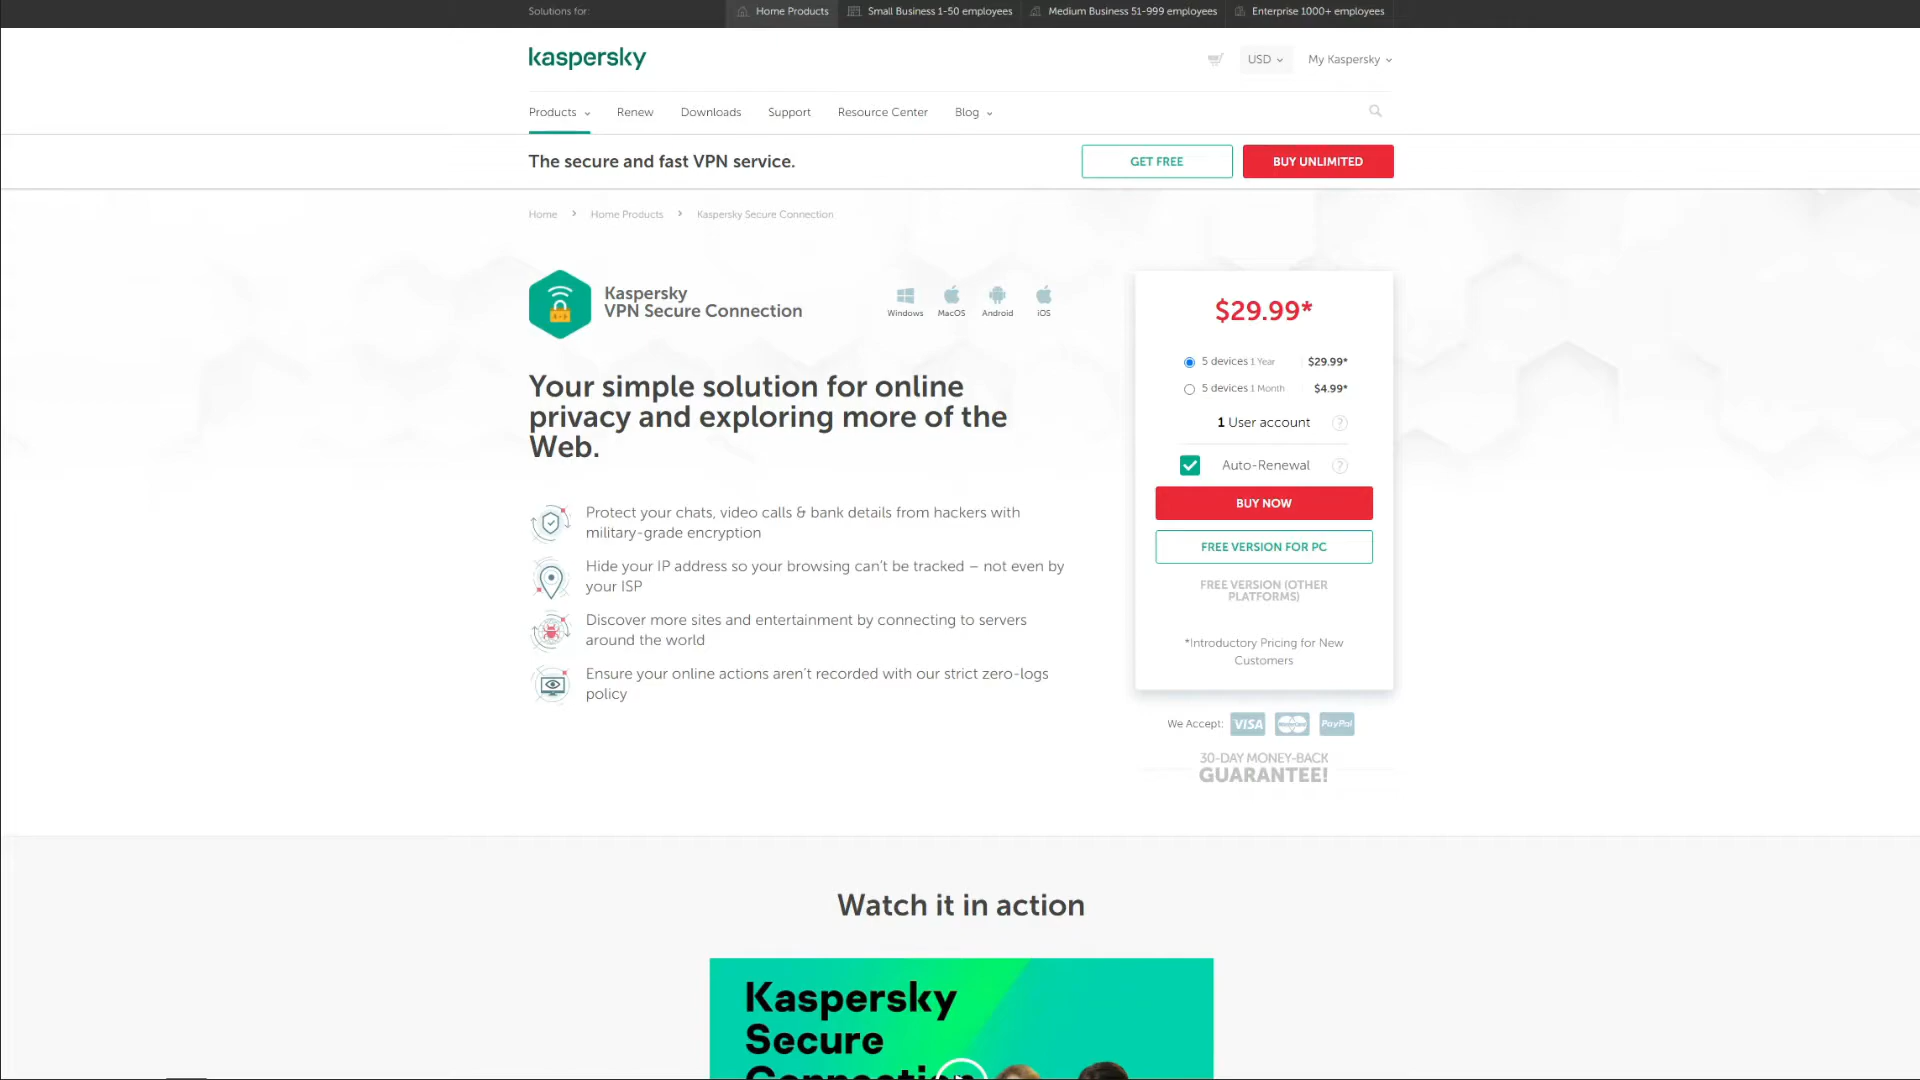 Solutions for:
Home Products
Small Business 1-50 employees
Medium Business 51-999 employees
Enterprise 1000+ employees
kaspersky
USD
My Kaspersky
Products
Renew
Downloads
Support
Resource Center
Blog
The secure and fast VPN service.
GET FREE
BUY UNLIMITED
Home
Home Products
Kaspersky Secure Connection
Kaspersky
VPN Secure Connection
Windows
MacOS
Android
iOS
Your simple solution for online
privacy and exploring more of the
Web.
Protect your chats, video calls & bank details from hackers with
military-grade encryption
Hide your IP address so your browsing can't be tracked – not even by
your ISP
Discover more sites and entertainment by connecting to servers
around the world
Ensure your online actions aren't recorded with our strict zero-logs
policy
$29.99*
5 devices 1 Year $29.99*
5 devices 1 Month $4.99*
1 User account ?
Auto-Renewal ?
BUY NOW
FREE VERSION FOR PC
FREE VERSION (OTHER
PLATFORMS)
*Introductory Pricing for New
Customers
We Accept: VISA MasterCard PayPal
30-DAY MONEY-BACK
GUARANTEE!
Watch it in action
Kaspersky
Secure
Connection